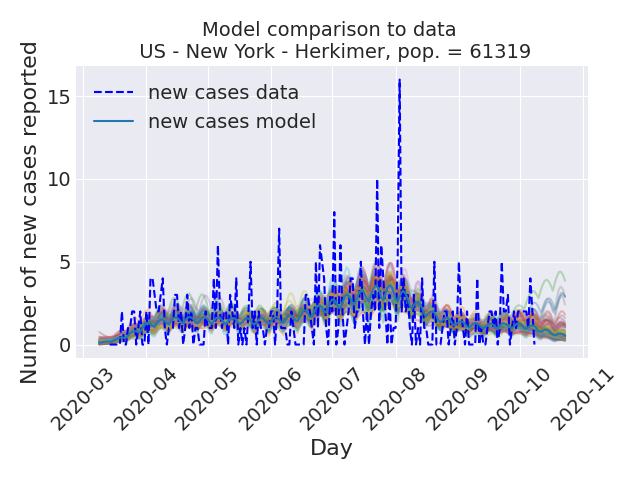 Model comparison to data
US - New York - Herkimer, pop. = 61319
Number of new cases reported
15
10
5
0
new cases data
new cases model
2020-03
2020-04
2020-05
2020-06
2020-07
2020-08
2020-09
2020-10
2020-11
Day